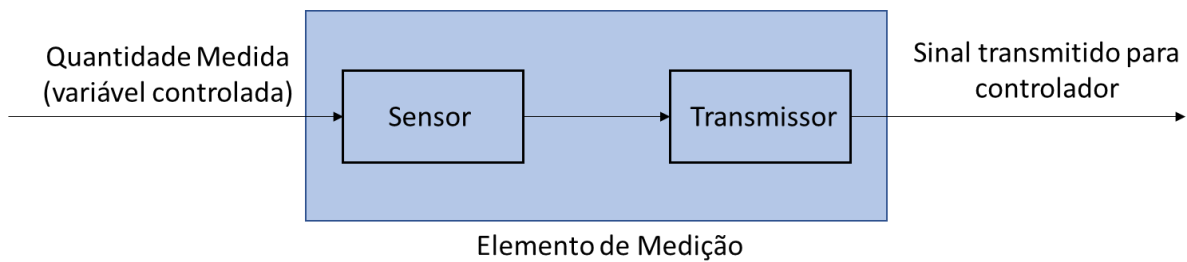 Quantidade Medida
(variável controlada)
Sensor
Transmissor
Sinal transmitido para
controlador
Elemento de Medição